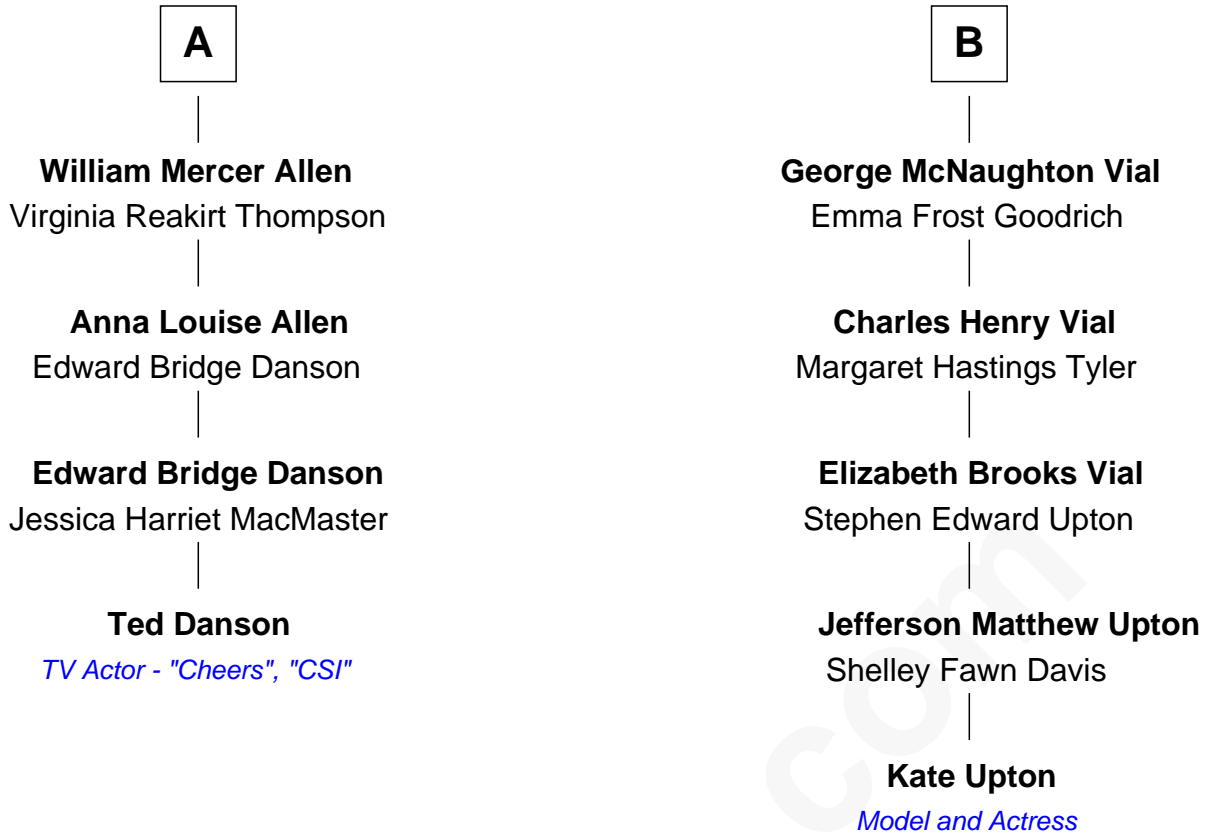 A
William Mercer Allen
Virginia Reakirt Thompson
Anna Louise Allen
Edward Bridge Danson
Edward Bridge Danson
Jessica Harriet MacMaster
Ted Danson
TV Actor - "Cheers", "CSI"
B
George McNaughton Vial
Emma Frost Goodrich
Charles Henry Vial
Margaret Hastings Tyler
Elizabeth Brooks Vial
Stephen Edward Upton
Jefferson Matthew Upton
Shelley Fawn Davis
Kate Upton
Model and Actress
com